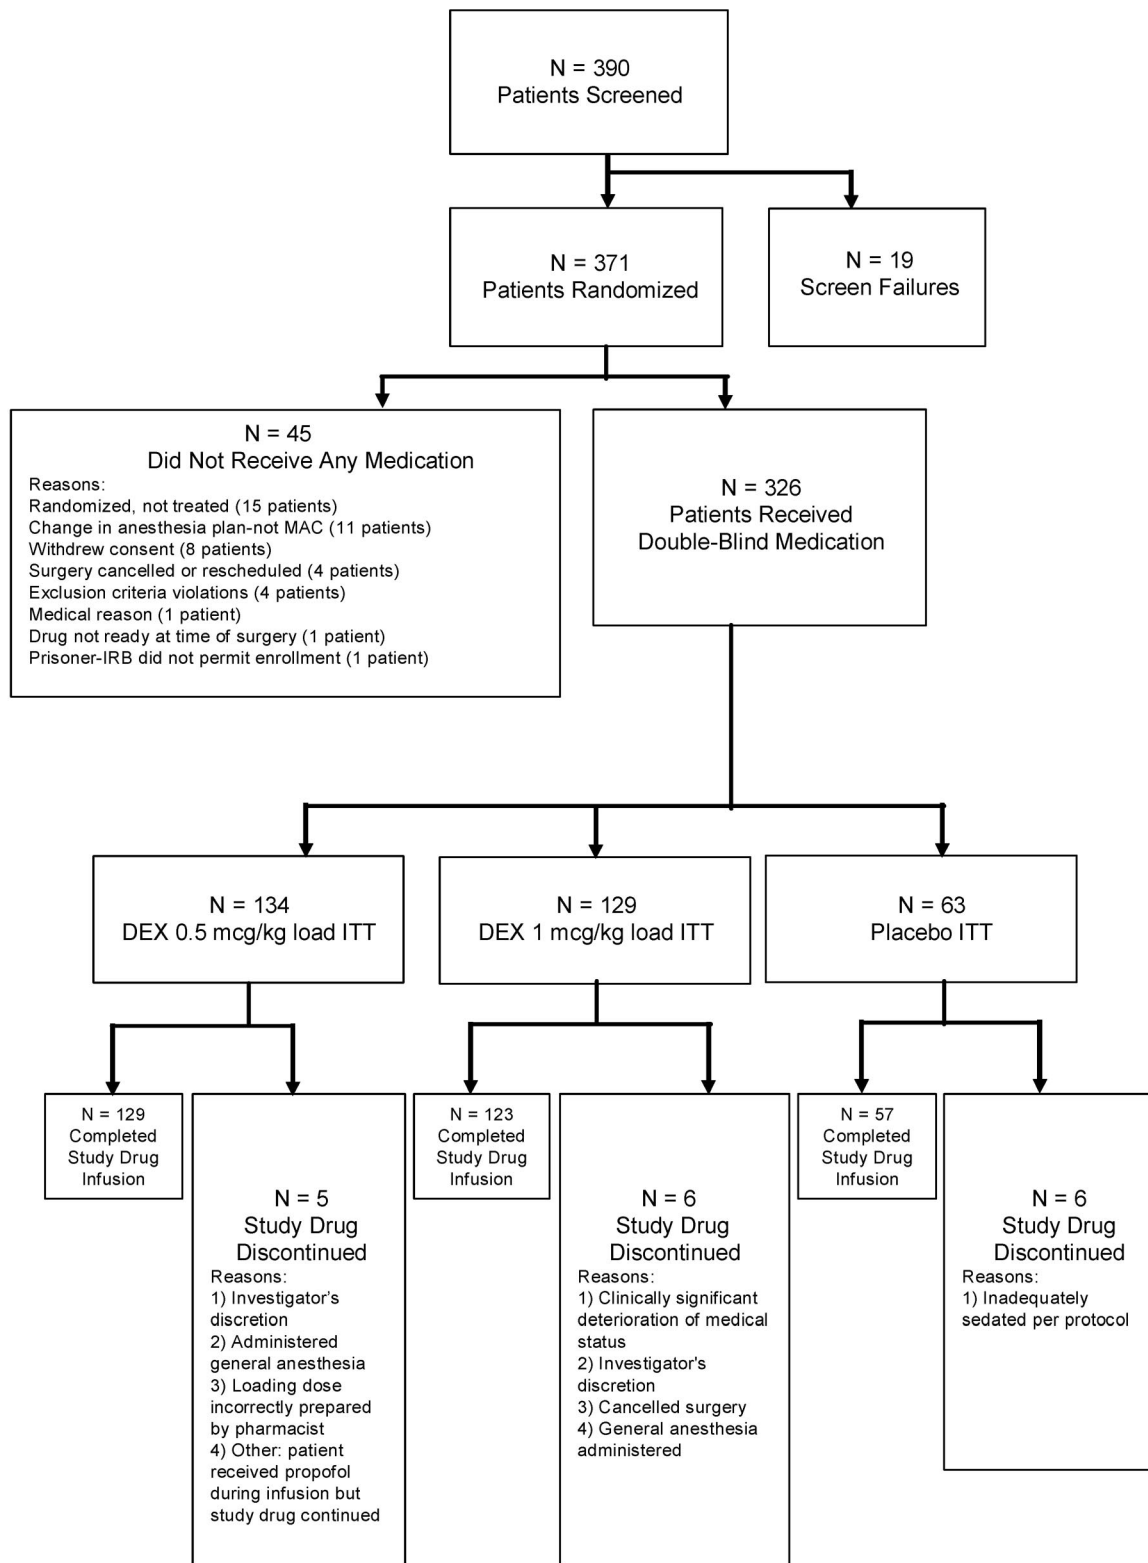 N = 390
Patients Screened
N = 371
Patients Randomized
N = 19
Screen Failures
N = 45
Did Not Receive Any Medication
Reasons:
Randomized, not treated (15 patients)
Change in anesthesia plan-not MAC (11 patients)
Withdrew consent (8 patients)
Surgery cancelled or rescheduled (4 patients)
Exclusion criteria violations (4 patients)
Medical reason (1 patient)
Drug not ready at time of surgery (1 patient)
Prisoner-IRB did not permit enrollment (1 patient)
N = 326
Patients Received
Double-Blind Medication
N = 134
DEX 0.5 mcg/kg load ITT
N = 129
DEX 1 mcg/kg load ITT
N = 63
Placebo ITT
N = 129
Completed
Study Drug
Infusion
N = 5
Study Drug
Discontinued
Reasons:
1) Investigator's
discretion
2) Administered
general anesthesia
3) Loading dose
incorrectly prepared
by pharmacist
4) Other: patient
received propofol
during infusion but
study drug continued
N = 123
Completed
Study Drug
Infusion
N = 6
Study Drug
Discontinued
Reasons:
1) Clinically significant
deterioration of medical
status
2) Investigator's
discretion
3) Cancelled surgery
4) General anesthesia
administered
N = 57
Completed
Study Drug
Infusion
N = 6
Study Drug
Discontinued
Reasons:
1) Inadequately
sedated per protocol